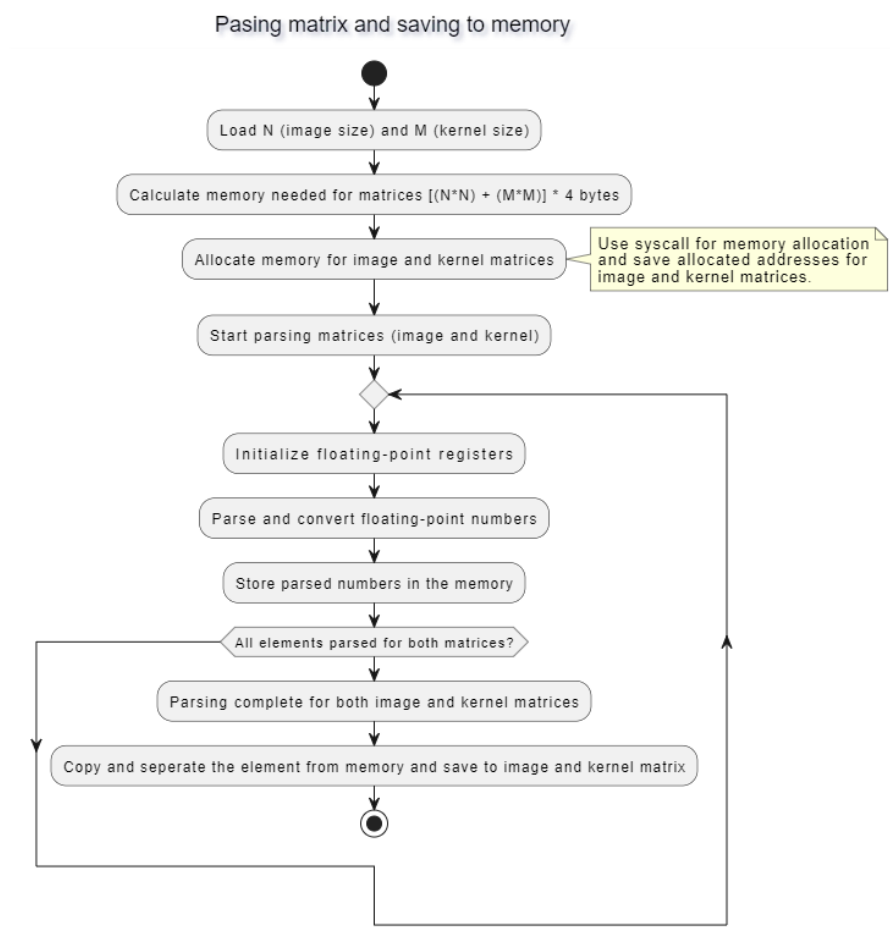 Pasing matrix and saving to memory
Load N (image size) and M (kernel size)
Calculate memory needed for matrices [(N*N) + (M*M)] * 4 bytes
Allocate memory for image and kernel matrices
Use syscall for memory allocation
and save allocated addresses for
image and kernel matrices.
Start parsing matrices (image and kernel)
Initialize floating-point registers
Parse and convert floating-point numbers
Store parsed numbers in the memory
All elements parsed for both matrices?
Parsing complete for both image and kernel matrices
Copy and seperate the element from memory and save to image and kernel matrix